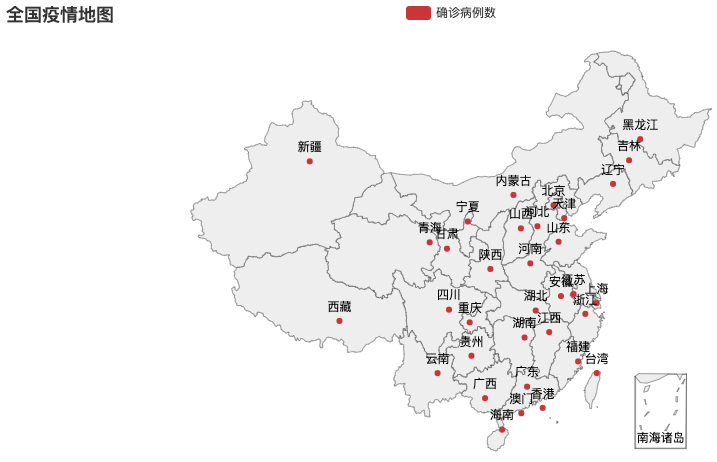 全国疫情地图
确诊病例数
黑龙江
吉林
新疆
辽宁
内蒙古
北京
天津
宁夏
山西
河北
青海
甘肃
山东
河南
陕西
安徽
江苏
上海
四川
湖北
浙江
西藏
重庆
湖南
江西
贵州
福建
云南
台湾
广东
广西
香港
澳门
海南
南海诸岛